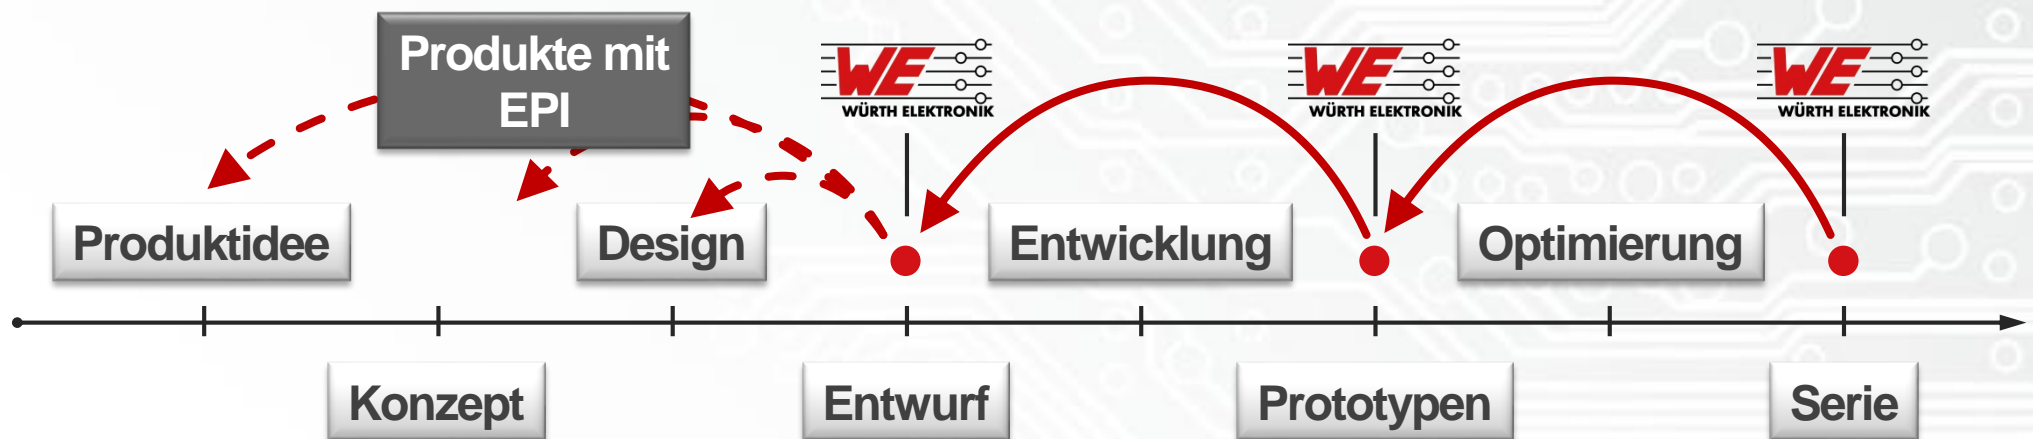 Produkte mit
EPI
WE
WÜRTH ELEKTRONIK
WE
WÜRTH ELEKTRONIK
WE
WÜRTH ELEKTRONIK
Produktidee
Design
Entwicklung
Optimierung
Konzept
Entwurf
Prototypen
Serie